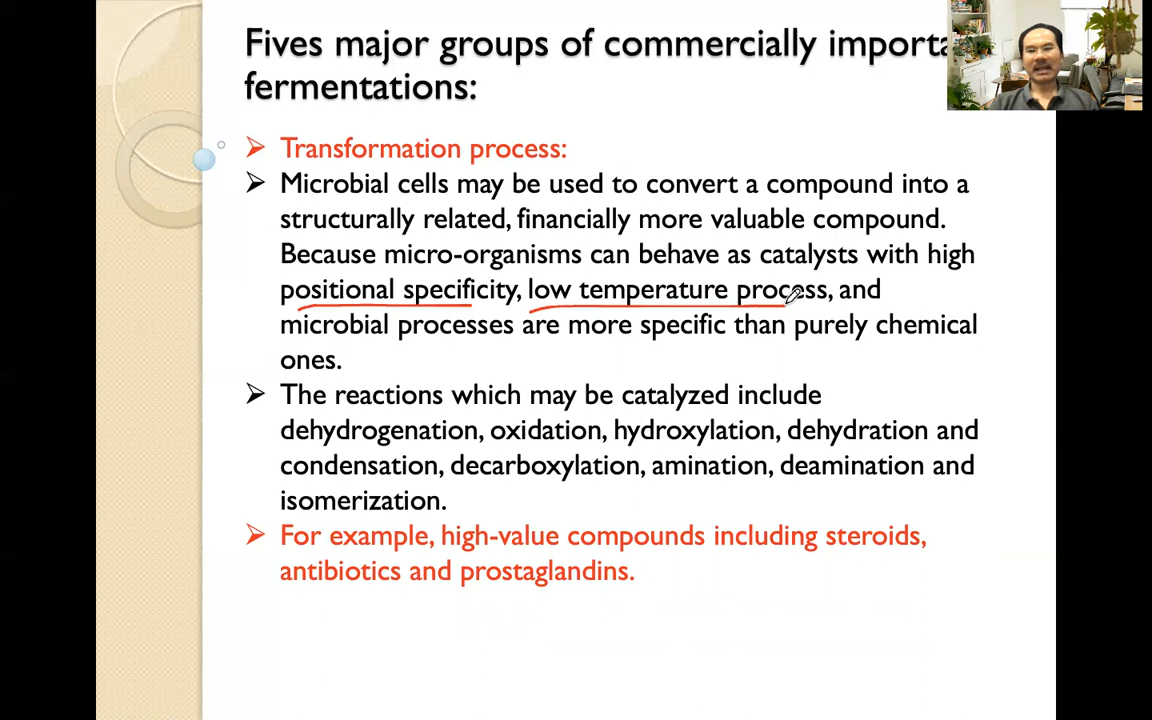 Fives major groups of commercially
fermentations:
Transformation process:
Microbial cells may be used to convert a compound into a
structurally related, financially more valuable compound.
Because micro-organisms can behave as catalysts with high
positional specificity, low temperature process, and
microbial processes are more specific than purely chemical
ones.
The reactions which may be catalyzed include
dehydrogenation, oxidation, hydroxylation, dehydration and
condensation, decarboxylation, amination, deamination and
isomerization.
For example, high-value compounds including steroids,
antibiotics and prostaglandins.